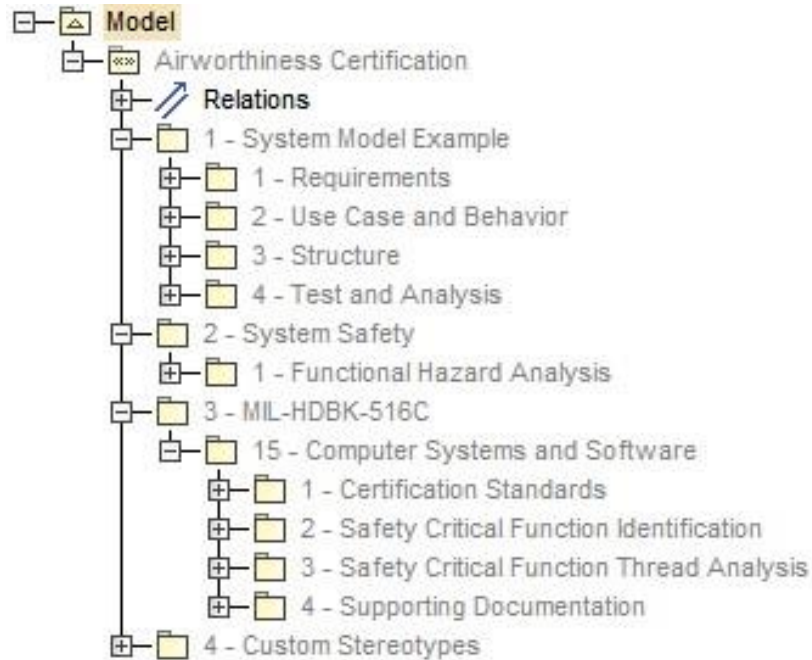 Model
«» Airworthiness Certification
Relations
1 - System Model Example
1 - Requirements
2 - Use Case and Behavior
3 - Structure
4 - Test and Analysis
2 - System Safety
1 - Functional Hazard Analysis
3 - MIL-HDBK-516C
15 - Computer Systems and Software
1 - Certification Standards
2 - Safety Critical Function Identification
3 - Safety Critical Function Thread Analysis
4 - Supporting Documentation
4 - Custom Stereotypes